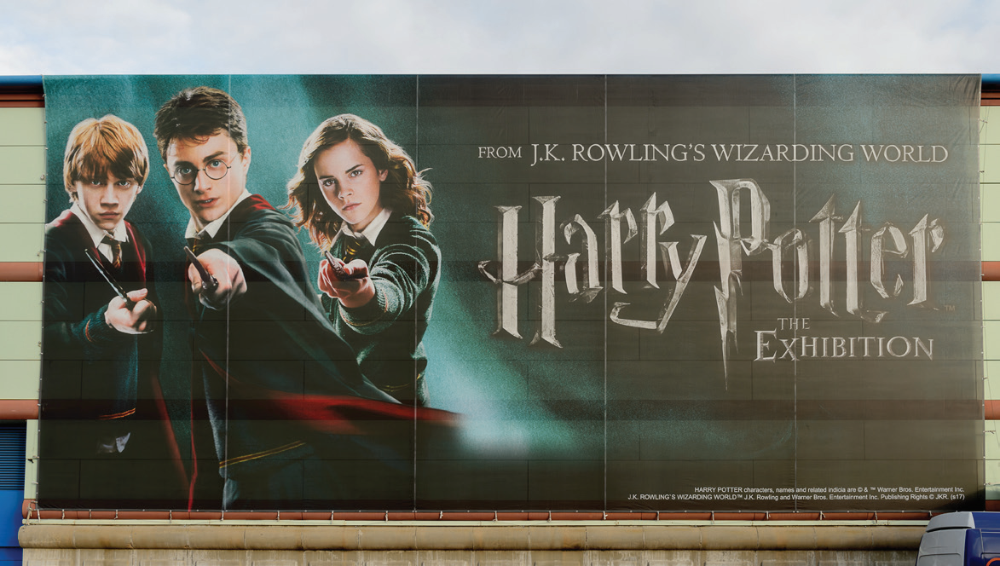 FROM J.K. ROWLING'S WIZARDING WORLD
Harry Potter™
THE
EXHIBITION
HARRY POTTER characters, names and related indicia are © & ™ Warner Bros. Entertainment Inc.
J.K. ROWLING'S WIZARDING WORLD™ J.K. Rowling and Warner Bros. Entertainment Inc. Publishing Rights © JKR. (s17)